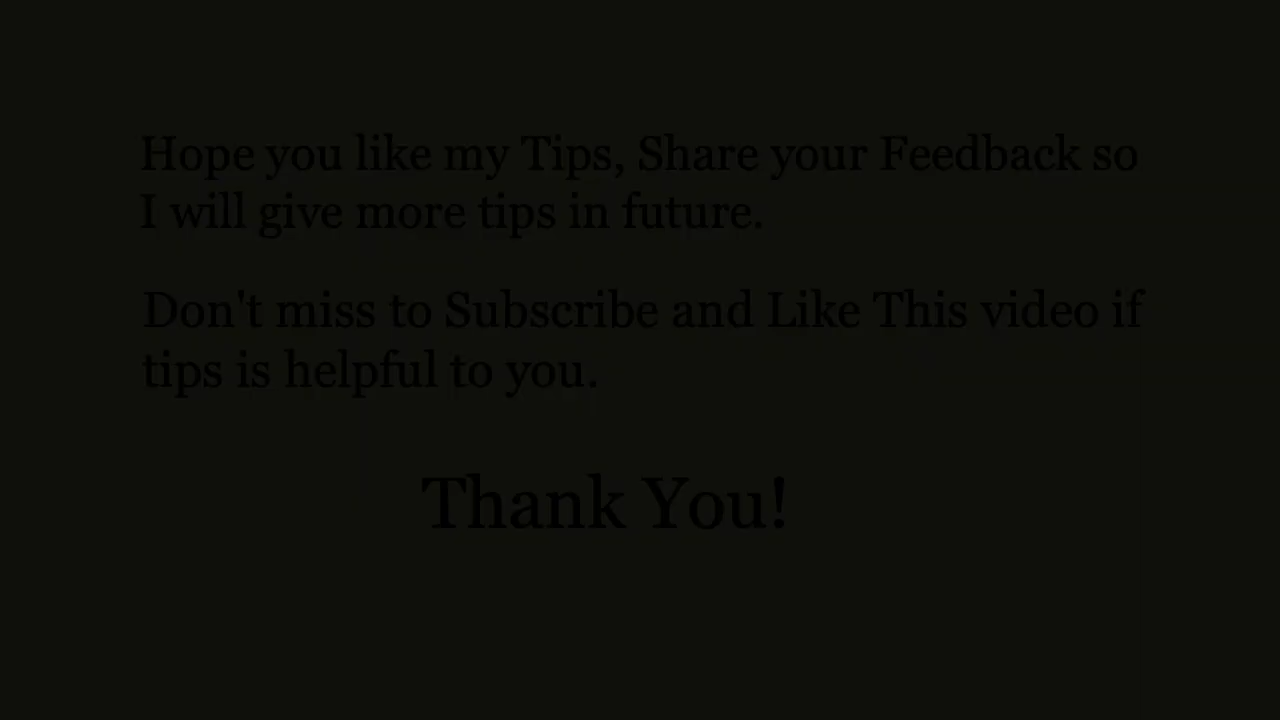 Hope you like my Tips, Share your Feedback so
I will give more tips in future.
Don't miss to Subscribe and Like This video if
tips is helpful to you.
Thank You!